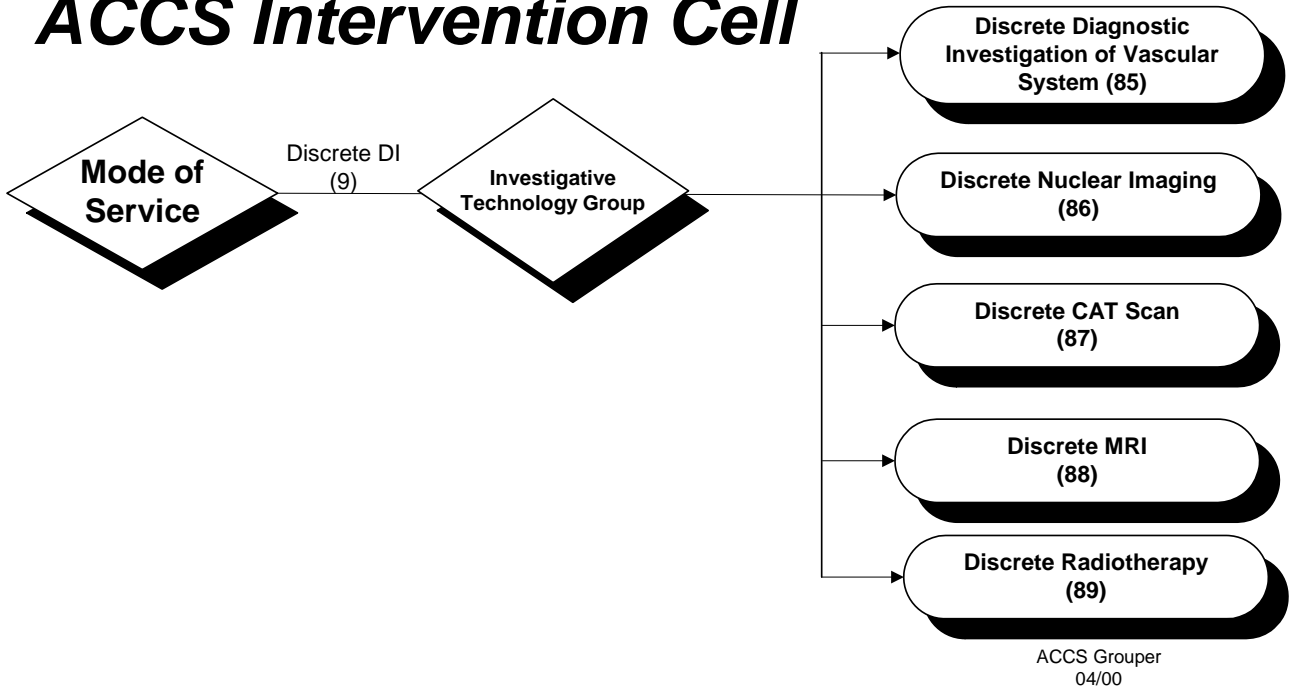 ACCS Intervention Cell
Mode of
Service
Discrete DI
(9)
Investigative
Technology Group
Discrete Diagnostic
Investigation of Vascular
System (85)
Discrete Nuclear Imaging
(86)
Discrete CAT Scan
(87)
Discrete MRI
(88)
Discrete Radiotherapy
(89)
ACCS Grouper
04/00